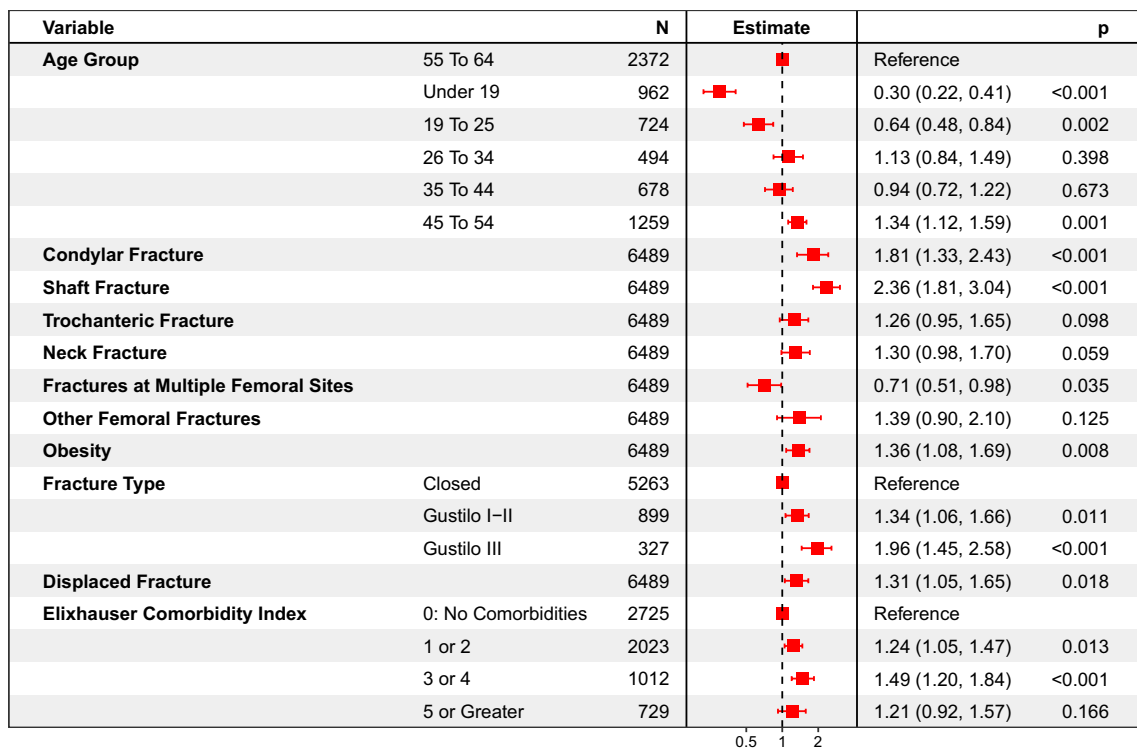 Variable N Estimate p
Age Group 55 To 64 2372 Reference
Under 19 962 0.30 (0.22, 0.41) <0.001
19 To 25 724 0.64 (0.48, 0.84) 0.002
26 To 34 494 1.13 (0.84, 1.49) 0.398
35 To 44 678 0.94 (0.72, 1.22) 0.673
45 To 54 1259 1.34 (1.12, 1.59) 0.001
Condylar Fracture 6489 1.81 (1.33, 2.43) <0.001
Shaft Fracture 6489 2.36 (1.81, 3.04) <0.001
Trochanteric Fracture 6489 1.26 (0.95, 1.65) 0.098
Neck Fracture 6489 1.30 (0.98, 1.70) 0.059
Fractures at Multiple Femoral Sites 6489 0.71 (0.51, 0.98) 0.035
Other Femoral Fractures 6489 1.39 (0.90, 2.10) 0.125
Obesity 6489 1.36 (1.08, 1.69) 0.008
Fracture Type Closed 5263 Reference
Gustilo I−II 899 1.34 (1.06, 1.66) 0.011
Gustilo III 327 1.96 (1.45, 2.58) <0.001
Displaced Fracture 6489 1.31 (1.05, 1.65) 0.018
Elixhauser Comorbidity Index 0: No Comorbidities 2725 Reference
1 or 2 2023 1.24 (1.05, 1.47) 0.013
3 or 4 1012 1.49 (1.20, 1.84) <0.001
5 or Greater 729 1.21 (0.92, 1.57) 0.166
0.5 1 2